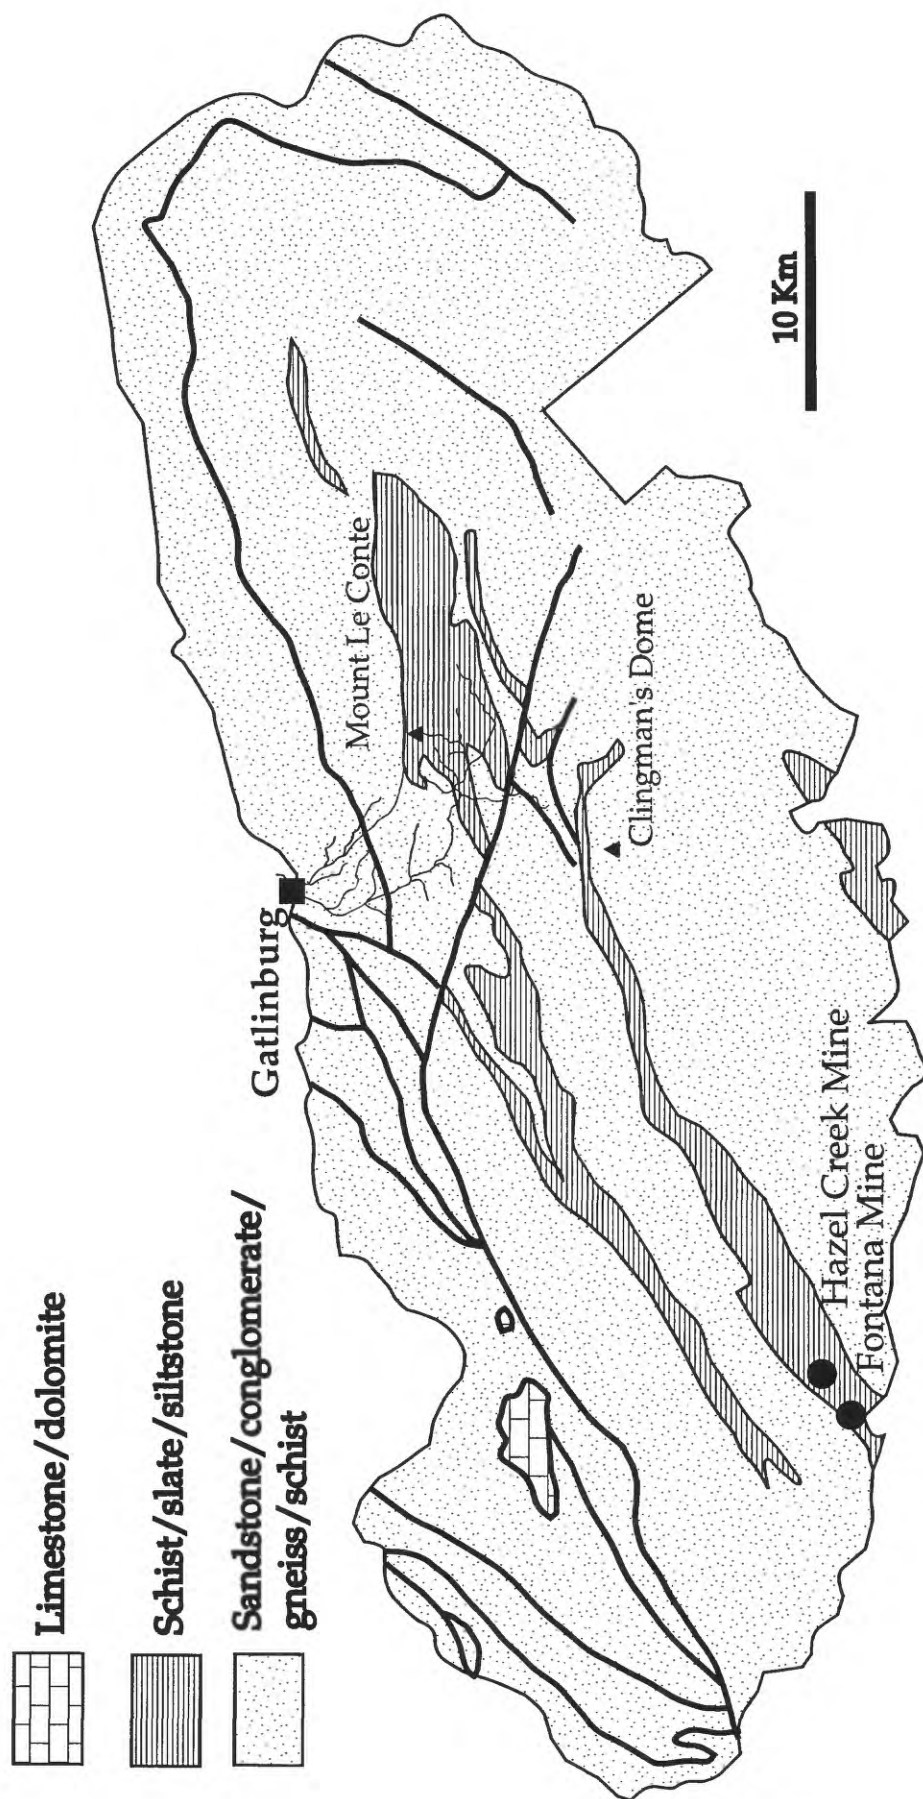 Limestone/dolomite
Schist/slate/siltstone
Sandstone/conglomerate/
gneiss/schist
Gatlinburg
Mount Le Conte
Clingman's Dome
Hazel Creek Mine
Fontana Mine
10 Km